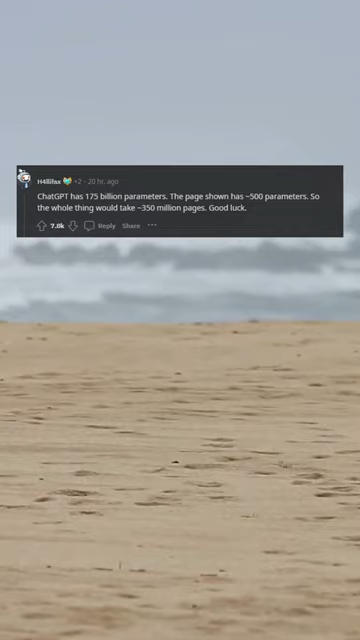 H4llifax +2 · 20 hr. ago
ChatGPT has 175 billion parameters. The page shown has ~500 parameters. So
the whole thing would take ~350 million pages. Good luck.
7.0k Reply Share ···